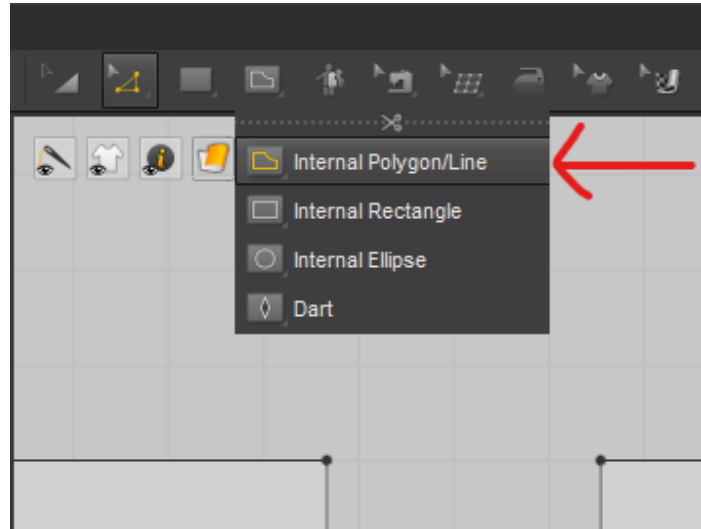 Internal Polygon/Line
Internal Rectangle
Internal Ellipse
Dart